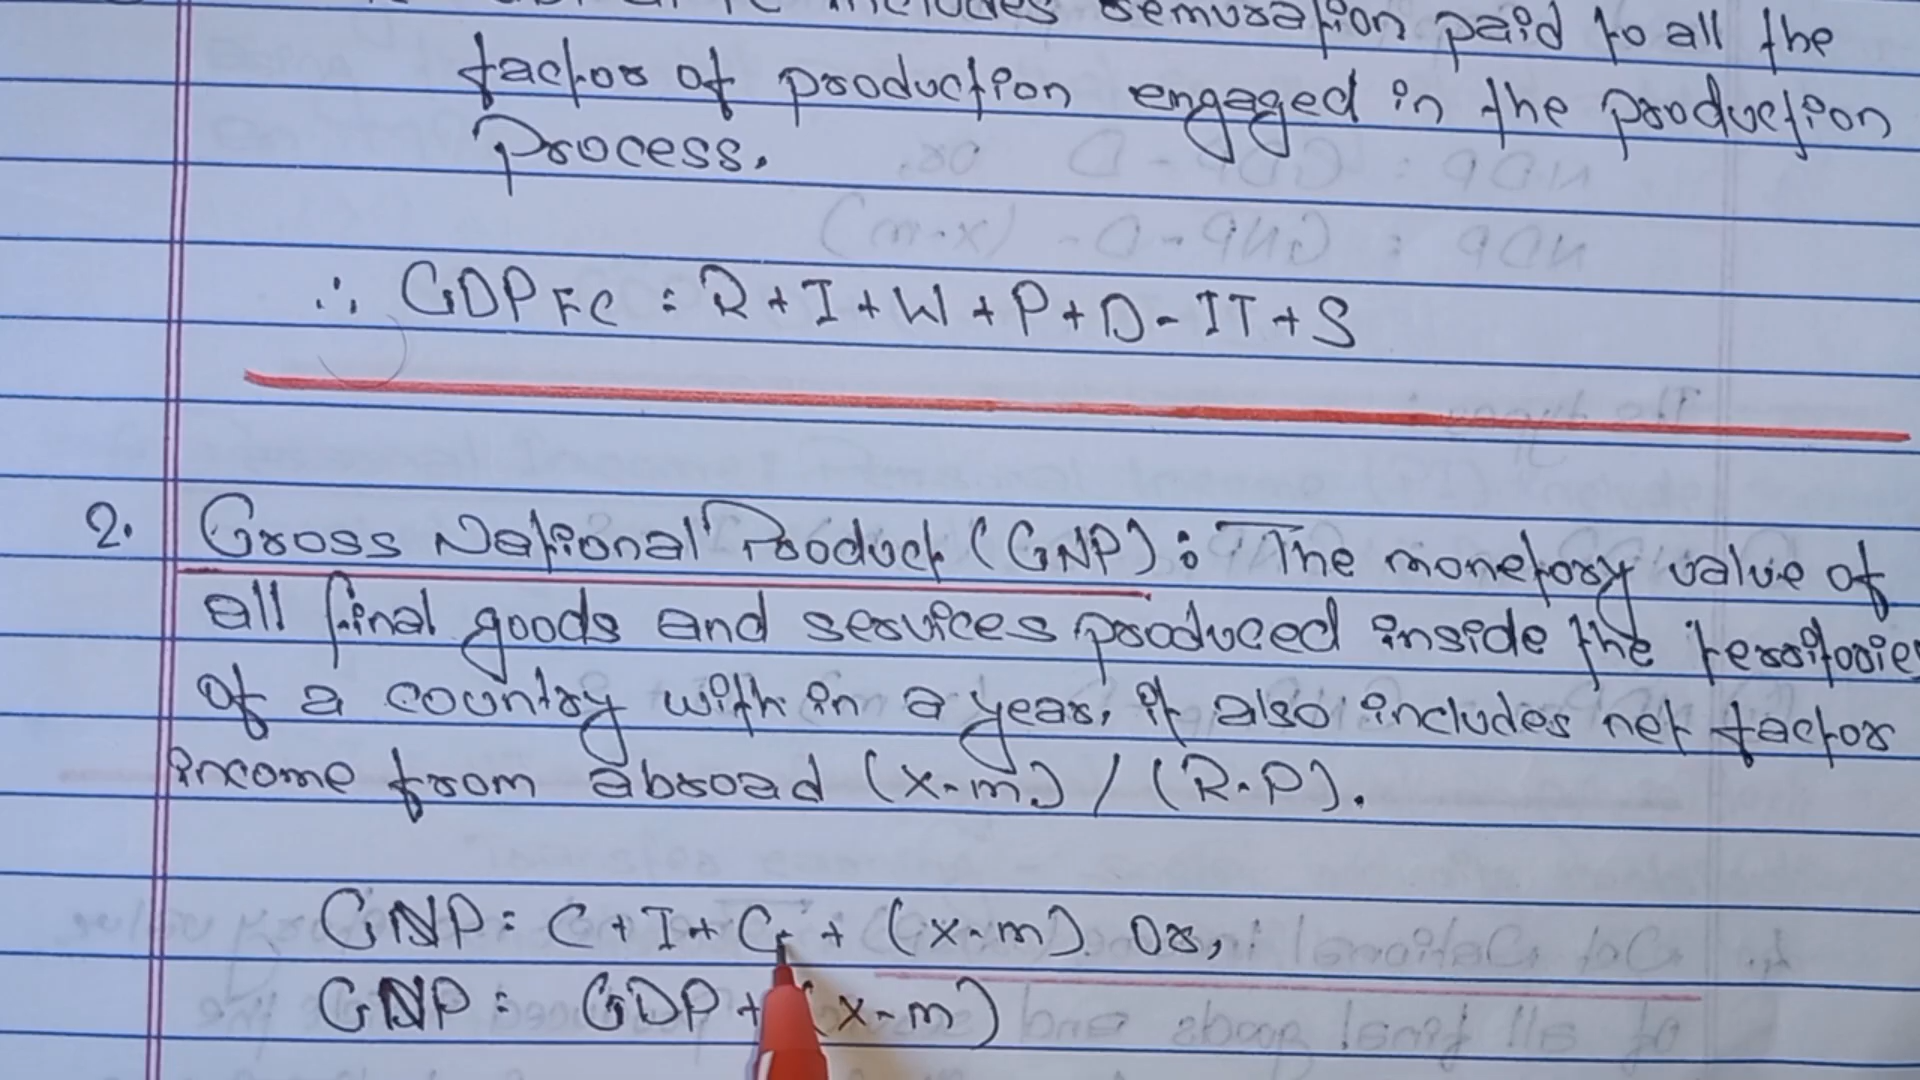 includes remuration paid to all the
factor of production engaged in the production
Process.
∴ GDP FC : R + I + W + P + D - IT + S
2. Gross National Product (GNP) : The monetory value of
all final goods and services produced inside the territories
of a country with in a year, it also includes net factor
income from abroad (x-m) / (R-P).
GNP = C + I + G + (x-m). Or,
GNP = GDP + (x-m)